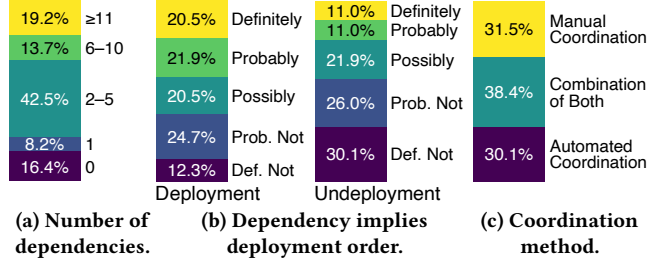 19.2% ≥11
13.7% 6–10
42.5% 2–5
8.2% 1
16.4% 0
20.5% Definitely
21.9% Probably
20.5% Possibly
24.7% Prob. Not
12.3% Def. Not
Deployment
11.0% Definitely
11.0% Probably
21.9% Possibly
26.0% Prob. Not
30.1% Def. Not
Undeployment
31.5% Manual
Coordination
38.4% Combination
of Both
30.1% Automated
Coordination
(a) Number of
dependencies.
(b) Dependency implies
deployment order.
(c) Coordination
method.